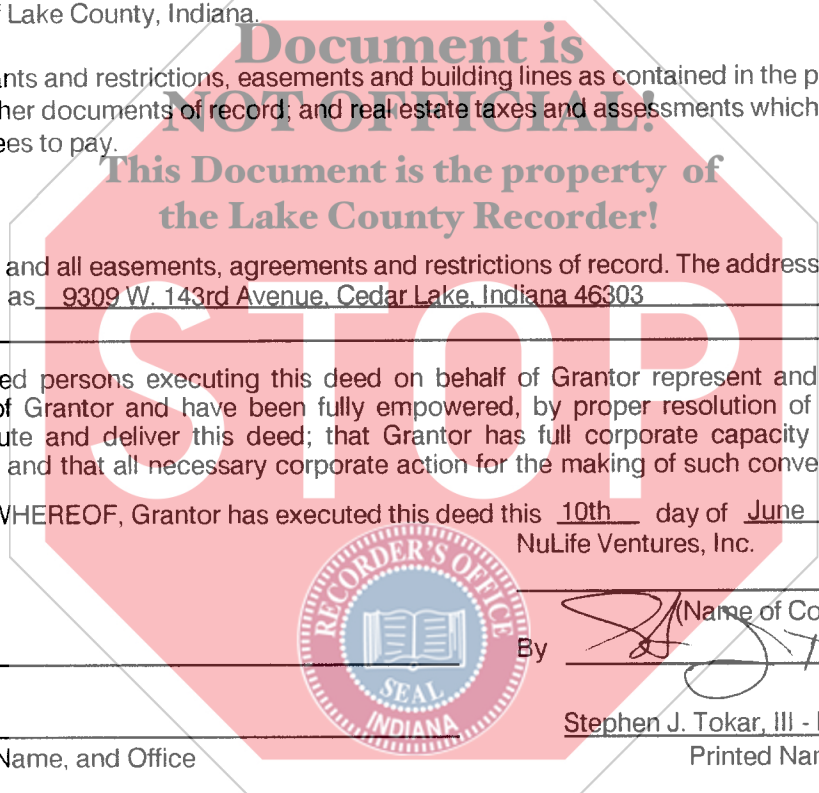 f Lake County, Indiana.
Document is
nts and restrictions, easements and building lines as contained in the p
her documents of record; and real estate taxes and assessments which
NOT OFFICIAL!
ees to pay.
This Document is the property of
the Lake County Recorder!
and all easements, agreements and restrictions of record. The address
as 9309 W. 143rd Avenue, Cedar Lake, Indiana 46303
STOP
ed persons executing this deed on behalf of Grantor represent and
of Grantor and have been fully empowered, by proper resolution of
ute and deliver this deed; that Grantor has full corporate capacity
and that all necessary corporate action for the making of such conve
WHEREOF, Grantor has executed this deed this 10th day of June
NuLife Ventures, Inc.
RECORDER'S OFFICE
(Name of Co
By
SEAL
INDIANA
Stephen J. Tokar, III -
Name, and Office
Printed Nam